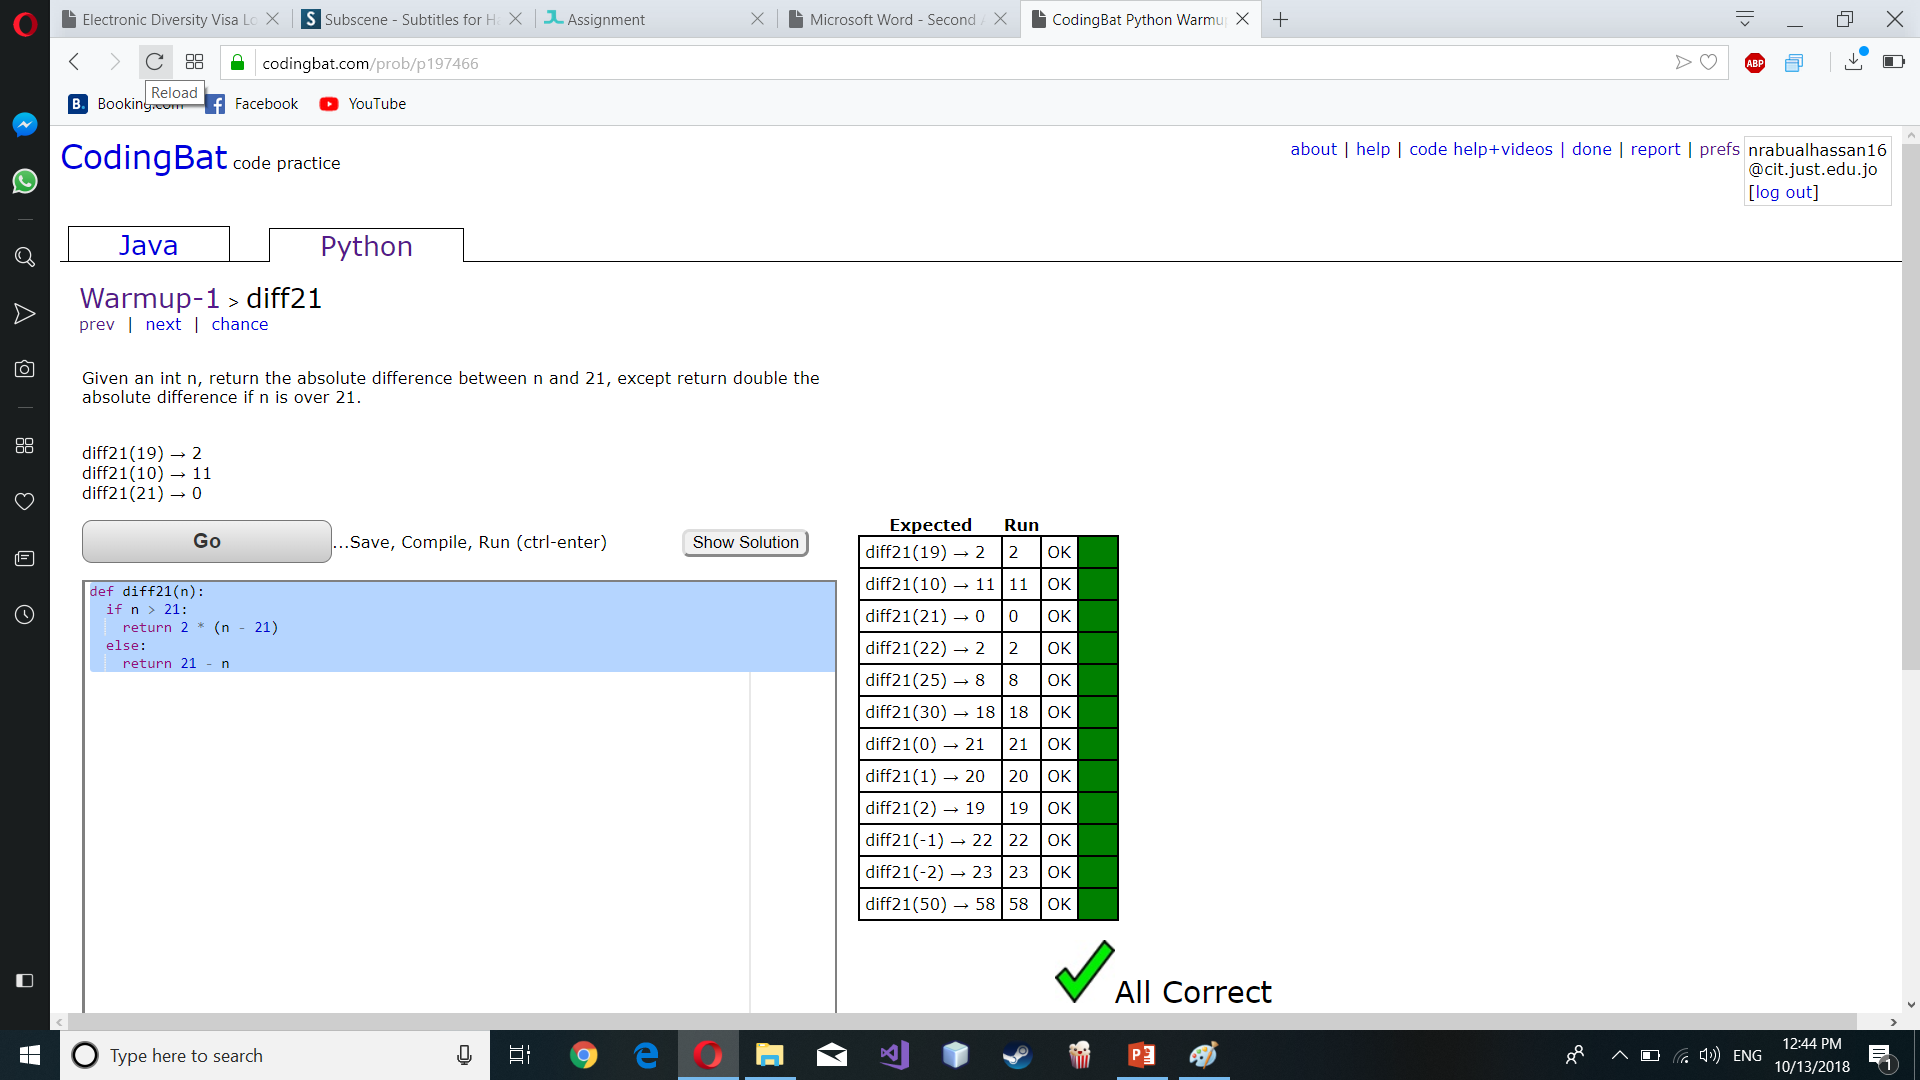 Electronic Diversity Visa Lo
Subscene - Subtitles for H
Assignment
Microsoft Word - Second
CodingBat Python Warmu
codingbat.com/prob/p197466
ABP
Reload
B. Booking.com
Facebook
YouTube
CodingBat code practice
about | help | code help+videos | done | report | prefs
nrabualhassan16
@cit.just.edu.jo
[log out]
Java
Python
Warmup-1 > diff21
prev | next | chance
Given an int n, return the absolute difference between n and 21, except return double the
absolute difference if n is over 21.
diff21(19) → 2
diff21(10) → 11
diff21(21) → 0
Go
...Save, Compile, Run (ctrl-enter)
Show Solution
def diff21(n):
if n > 21:
return 2 * (n - 21)
else:
return 21 - n
Expected Run
diff21(19) → 2 2 OK
diff21(10) → 11 11 OK
diff21(21) → 0 0 OK
diff21(22) → 2 2 OK
diff21(25) → 8 8 OK
diff21(30) → 18 18 OK
diff21(0) → 21 21 OK
diff21(1) → 20 20 OK
diff21(2) → 19 19 OK
diff21(-1) → 22 22 OK
diff21(-2) → 23 23 OK
diff21(50) → 58 58 OK
All Correct
Type here to search
ENG
12:44 PM
10/13/2018
1